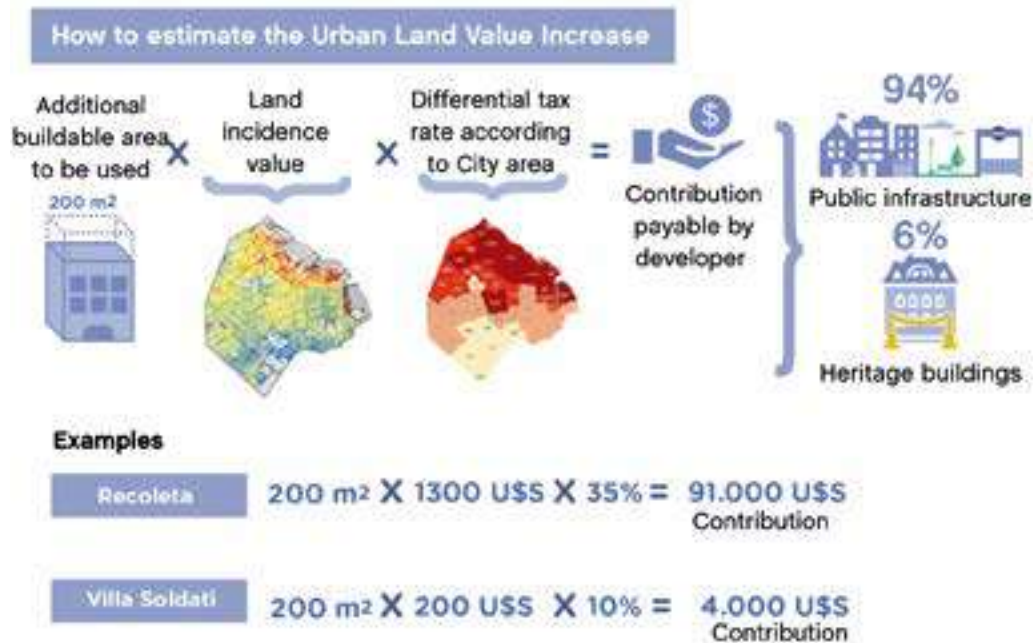 How to estimate the Urban Land Value Increase
Additional
buildable area
to be used
200 m²
X
Land
incidence
value
X
Differential tax
rate according
to City area
=
$
Contribution
payable by
developer
94%
Public infrastructure
6%
Heritage buildings
Examples
Recoleta
200 m² X 1300 U$S X 35% = 91.000 U$S
Contribution
Villa Soldati
200 m² X 200 U$S X 10% = 4.000 U$S
Contribution